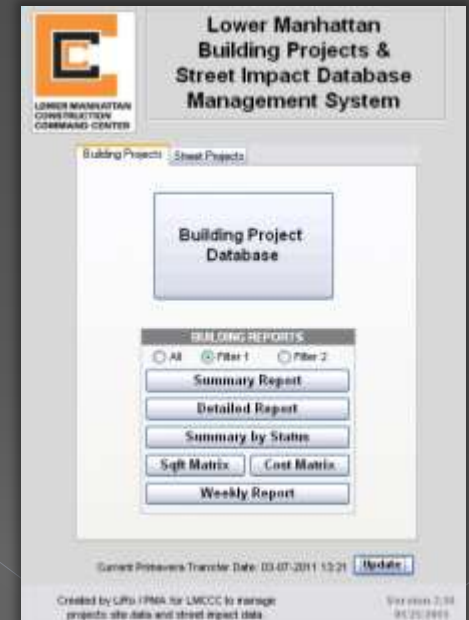 Lower Manhattan
Building Projects &
Street Impact Database
Management System
LOWER MANHATTAN
CONSTRUCTION
COMMAND CENTER
Building Projects Street Projects
Building Project
Database
BUILDING REPORTS
All Filter 1 Filter 2
Summary Report
Detailed Report
Summary by Status
Sqft Matrix Cost Matrix
Weekly Report
Current Primavera Transfer Date: 03-07-2011 13:21 Update
Created by LiRo / PMA for LMCCC to manage
projects site data and street impact data
Version